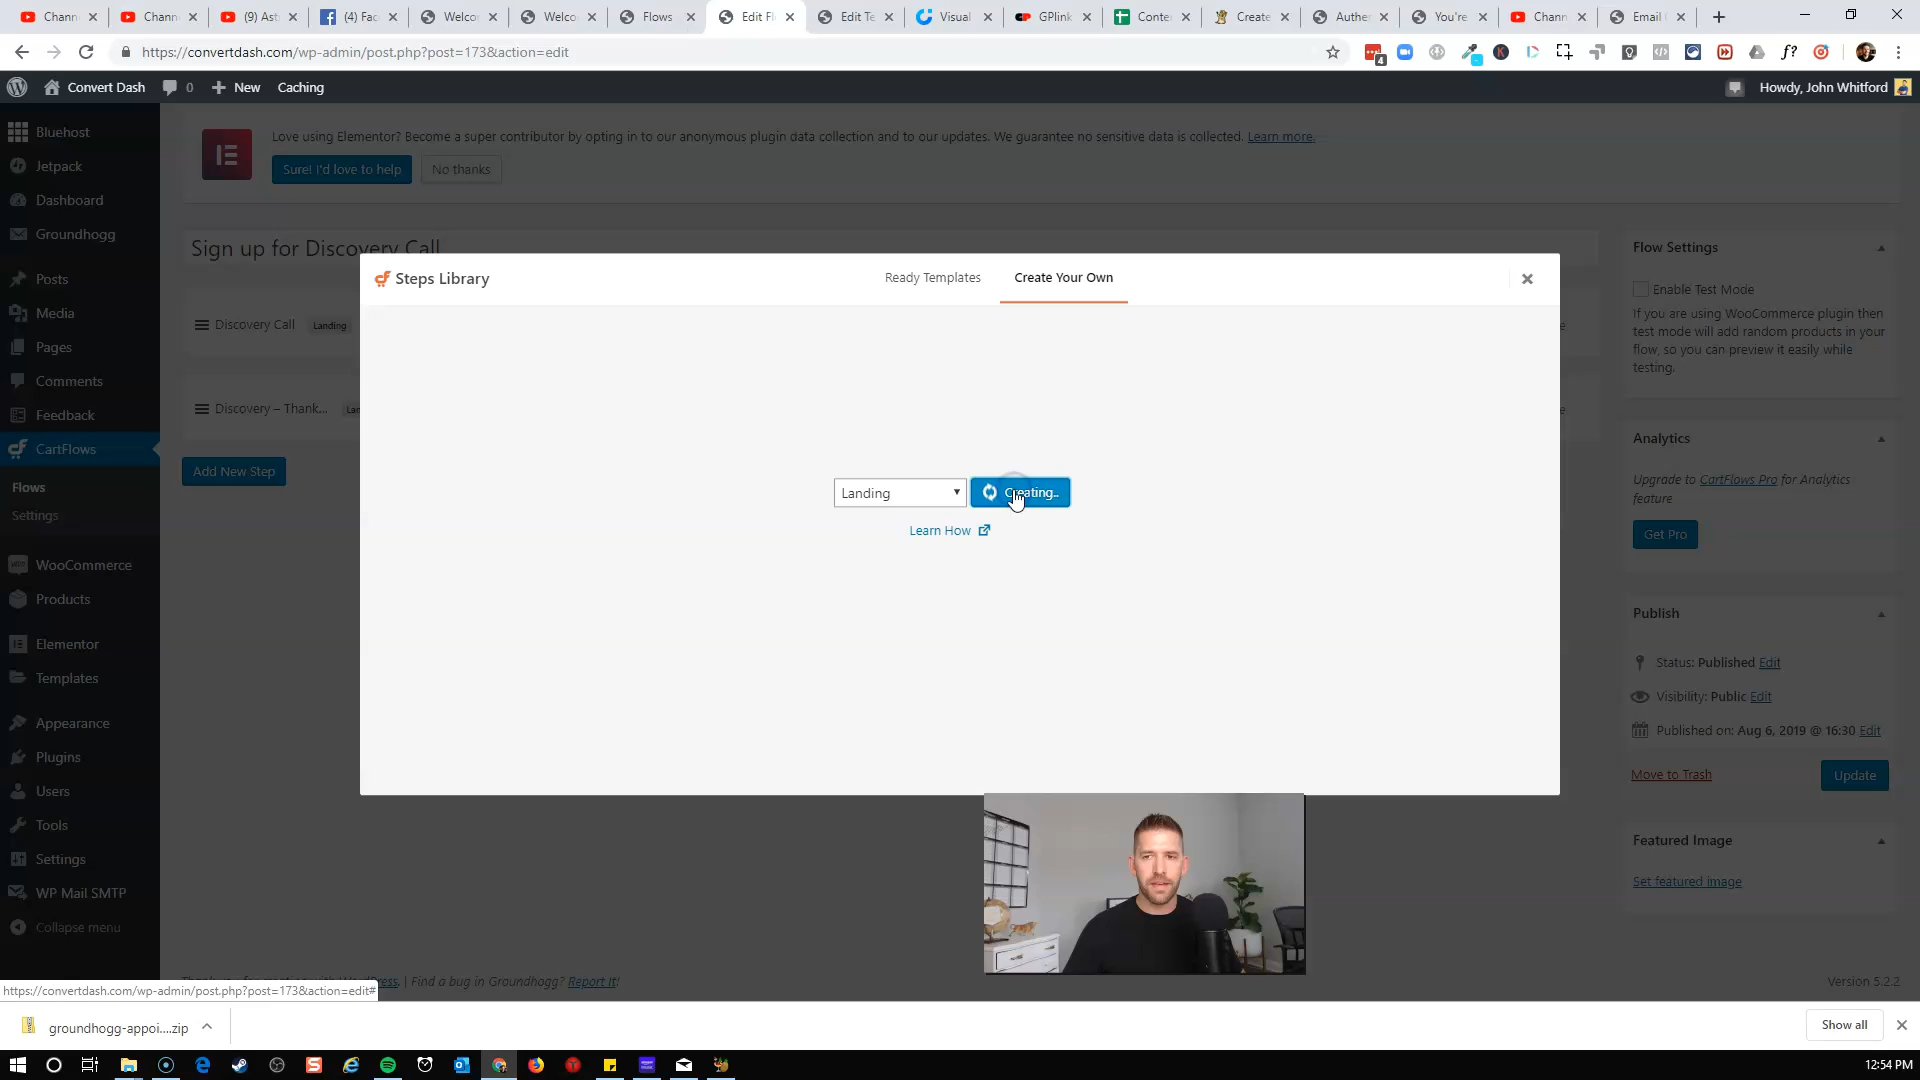 Chann
Chann
(9) Ast
(4) Fac
Welco
Welco
Flows
Edit Fl
Edit Te
Visual
GPlink
Conte
Create
Authe
You're
Chann
Email
https://convertdash.com/wp-admin/post.php?post=173&action=edit
4
f?
Convert Dash
0
New
Caching
Howdy, John Whitford
Bluehost
Jetpack
Dashboard
Groundhogg
Posts
Media
Pages
Comments
Feedback
CartFlows
Flows
Settings
WooCommerce
Products
Elementor
Templates
Appearance
Plugins
Users
Tools
Settings
WP Mail SMTP
Collapse menu
Love using Elementor? Become a super contributor by opting in to our anonymous plugin data collection and to our updates. We guarantee no sensitive data is collected. Learn more.
Sure! I'd love to help
No thanks
Sign up for Discovery Call
Discovery Call
Landing
Discovery – Thank...
Lan
Add New Step
Steps Library
Ready Templates
Create Your Own
Landing
Creating..
Learn How
Flow Settings
Enable Test Mode
If you are using WooCommerce plugin then
test mode will add random products in your
flow, so you can preview it easily while
testing.
Analytics
Upgrade to CartFlows Pro for Analytics
feature
Get Pro
Publish
Status: Published Edit
Visibility: Public Edit
Published on: Aug 6, 2019 @ 16:30 Edit
Move to Trash
Update
Featured Image
Set featured image
| Find a bug in Groundhogg? Report It!
Version 5.2.2
https://convertdash.com/wp-admin/post.php?post=173&action=edit#
groundhogg-appoi....zip
Show all
12:54 PM